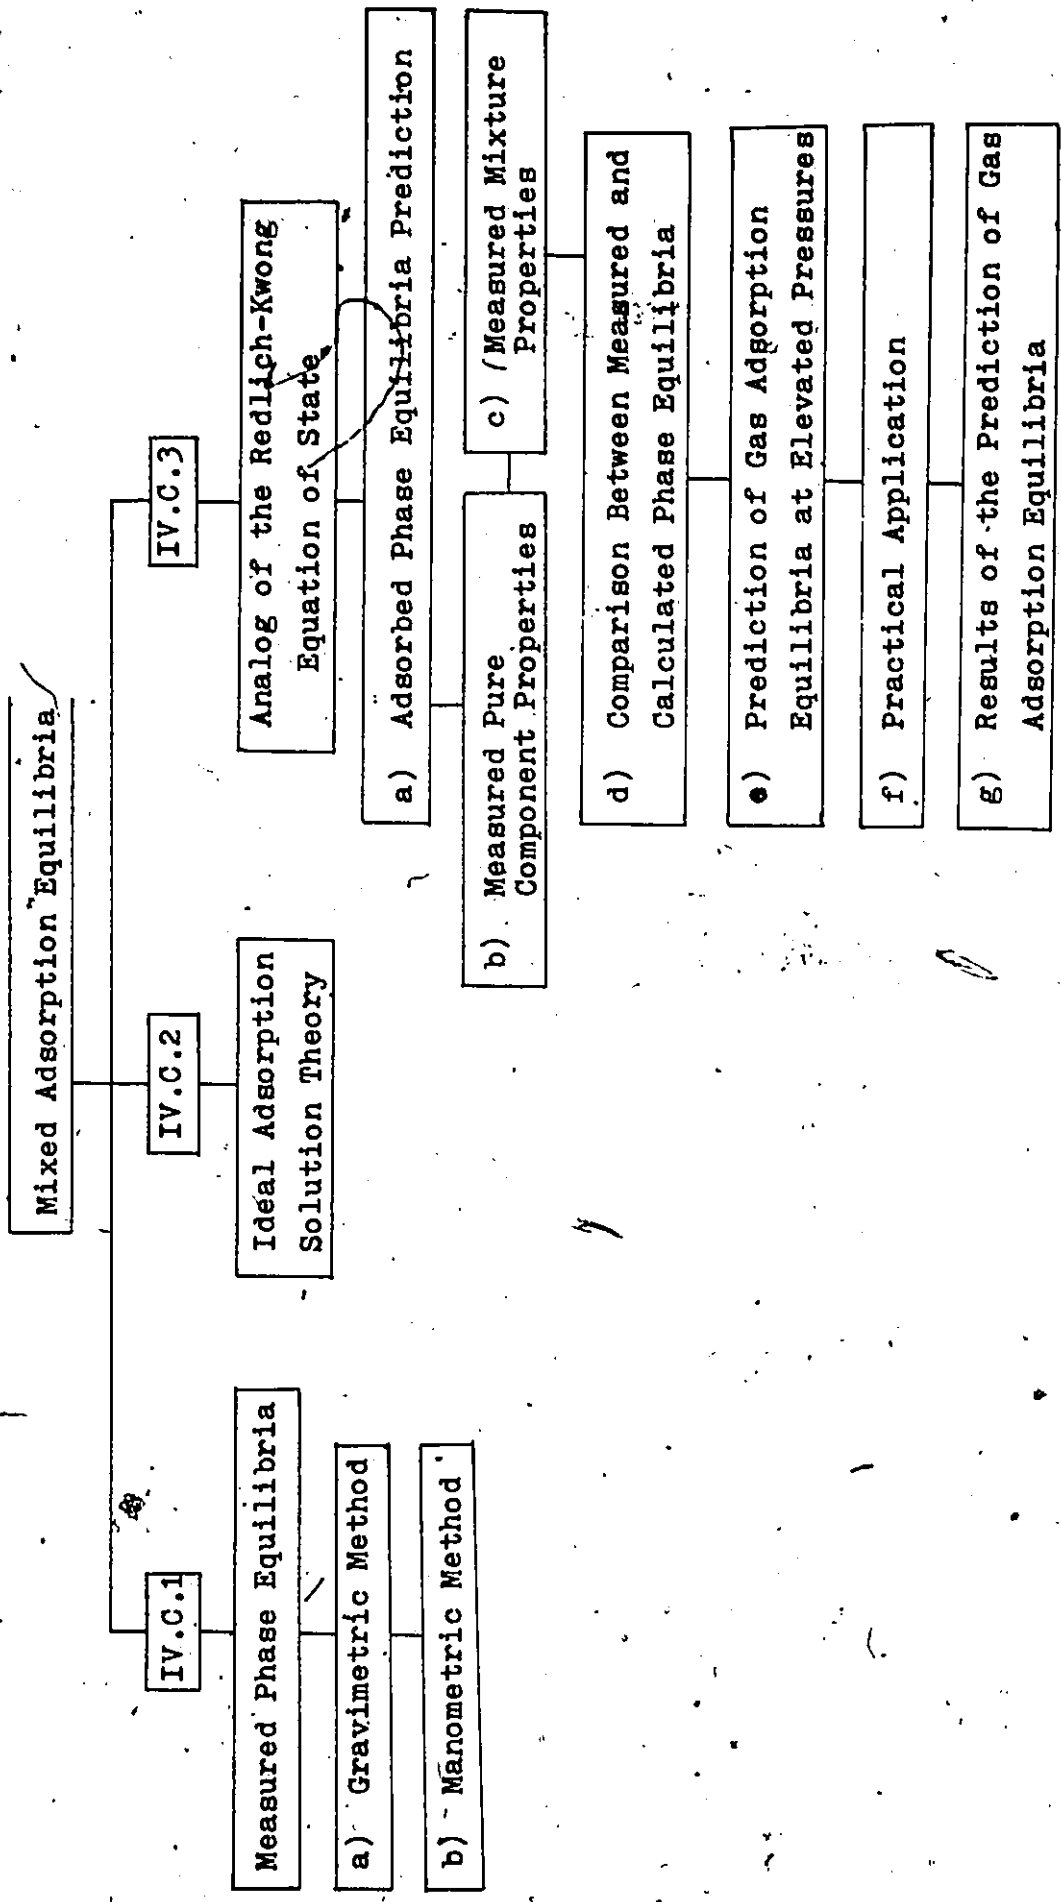 Mixed Adsorption Equilibria
IV.C.1
Measured Phase Equilibria
a) Gravimetric Method
b) Manometric Method
IV.C.2
Ideal Adsorption
Solution Theory
IV.C.3
Analog of the Redlich-Kwong
Equation of State
a) Adsorbed Phase Equilibria Prediction
b) Measured Pure
Component Properties
c) (Measured Mixture
Properties
d) Comparison Between Measured and
Calculated Phase Equilibria
e) Prediction of Gas Adsorption
Equilibria at Elevated Pressures
f) Practical Application
g) Results of the Prediction of Gas
Adsorption Equilibria